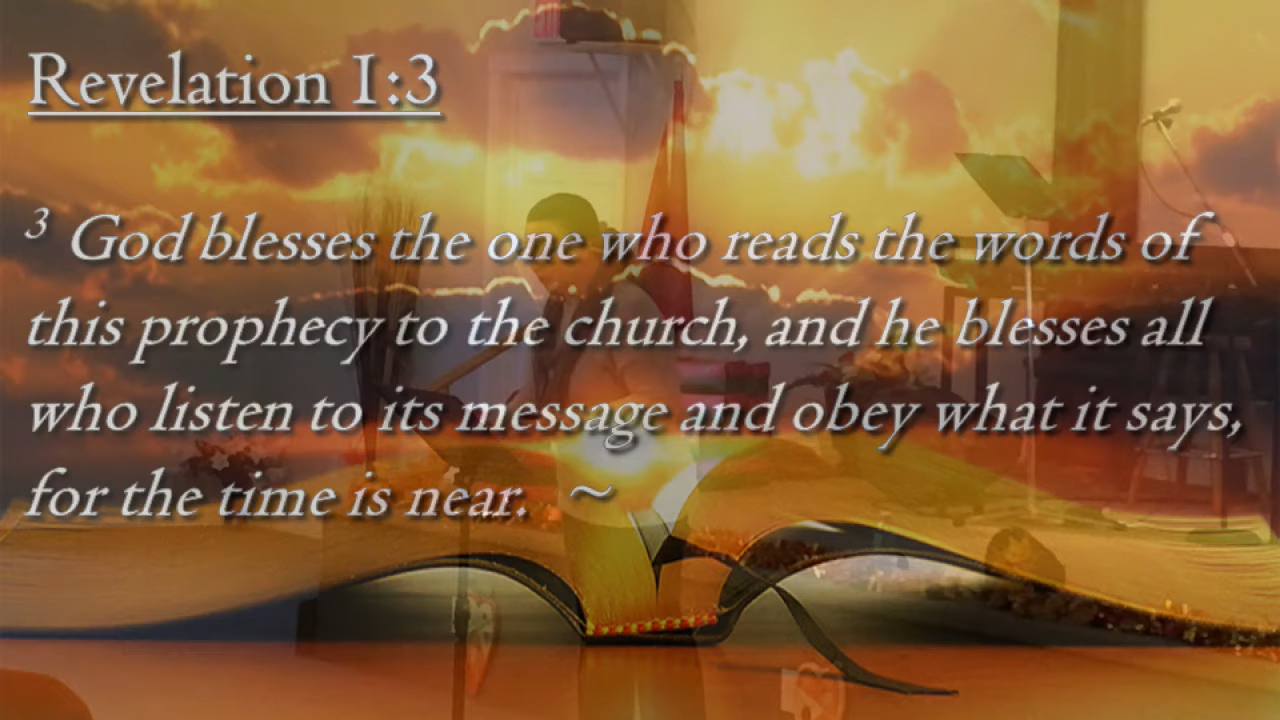 Revelation 1:3
3 God blesses the one who reads the words of
this prophecy to the church, and he blesses all
who listen to its message and obey what it says,
for the time is near. ~